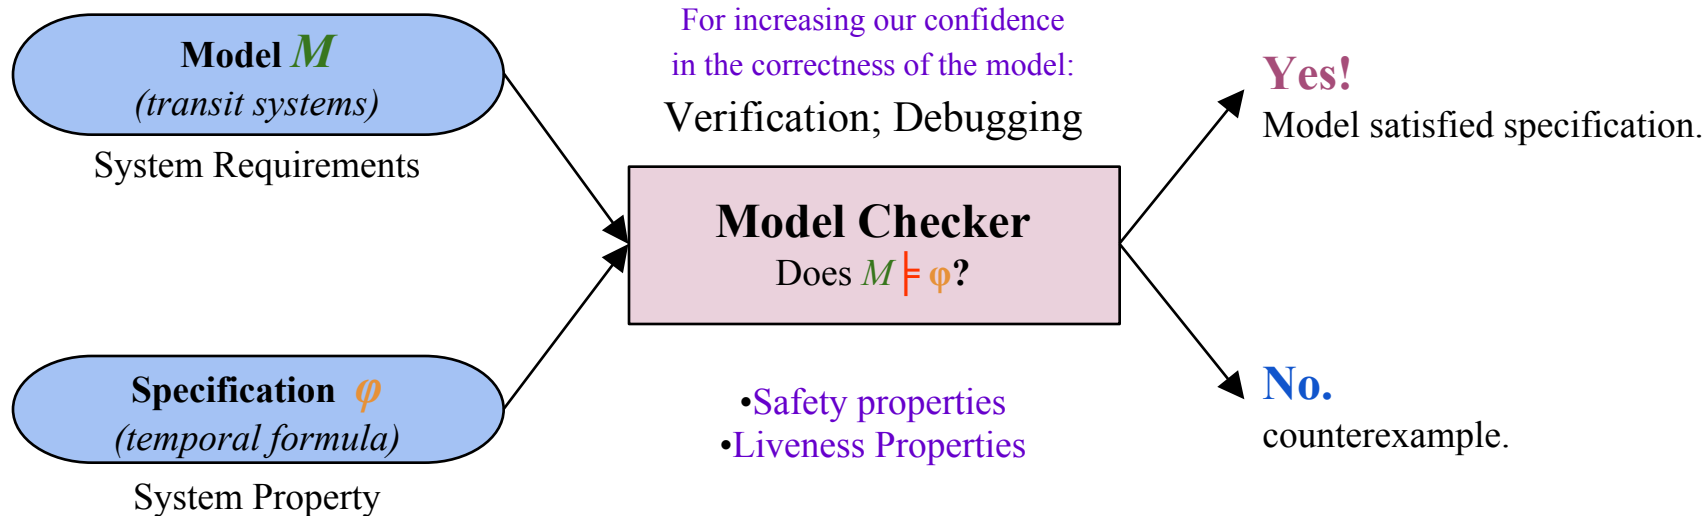 Model M
(transit systems)
System Requirements
Specification φ
(temporal formula)
System Property
For increasing our confidence
in the correctness of the model:
Verification; Debugging
Model Checker
Does M ⊨ φ?
•Safety properties
•Liveness Properties
Yes!
Model satisfied specification.
No.
counterexample.